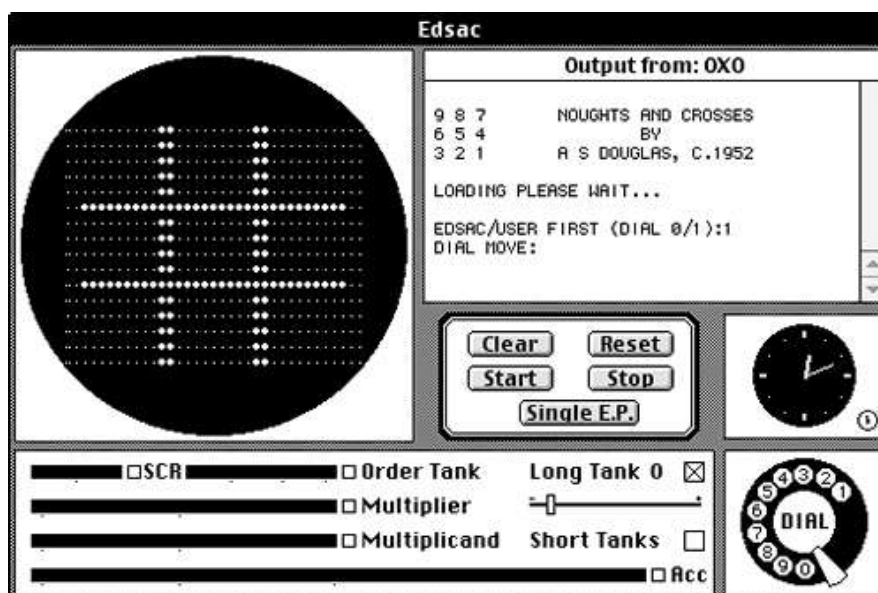 Edsac
Output from: OXO
9 8 7 NOUGHTS AND CROSSES
6 5 4 BY
3 2 1 A S DOUGLAS, C.1952
LOADING PLEASE WAIT...
EDSAC/USER FIRST (DIAL 0/1):1
DIAL MOVE:
Clear Reset
Start Stop
Single E.P.
SCR Order Tank Long Tank 0
Multiplier - +
Multiplicand Short Tanks
Acc
1 2 3 4 5 6 7 8 9 0
DIAL